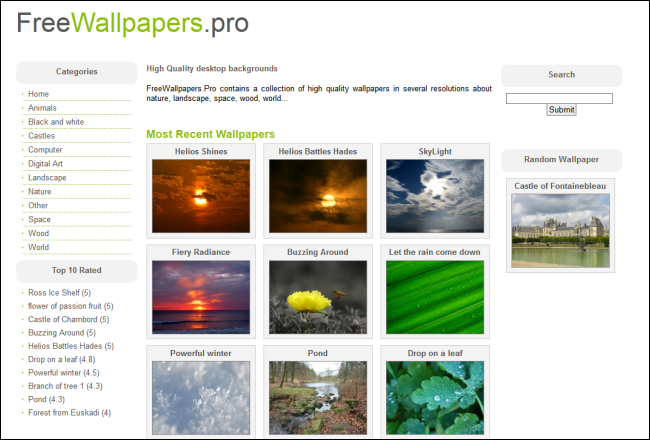 FreeWallpapers.pro
Categories
Home
Animals
Black and white
Castles
Computer
Digital Art
Landscape
Nature
Other
Space
Wood
World
Top 10 Rated
Ross Ice Shelf (5)
flower of passion fruit (5)
Castle of Chambord (5)
Buzzing Around (5)
Helios Battles Hades (5)
Drop on a leaf (4.8)
Powerful winter (4.5)
Branch of tree 1 (4.3)
Pond (4.3)
Forest from Euskadi (4)
High Quality desktop backgrounds
FreeWallpapers.Pro contains a collection of high quality wallpapers in several resolutions about
nature, landscape, space, wood, world...
Most Recent Wallpapers
Helios Shines
Helios Battles Hades
SkyLight
Fiery Radiance
Buzzing Around
Let the rain come down
Powerful winter
Pond
Drop on a leaf
Search
Submit
Random Wallpaper
Castle of Fontainebleau